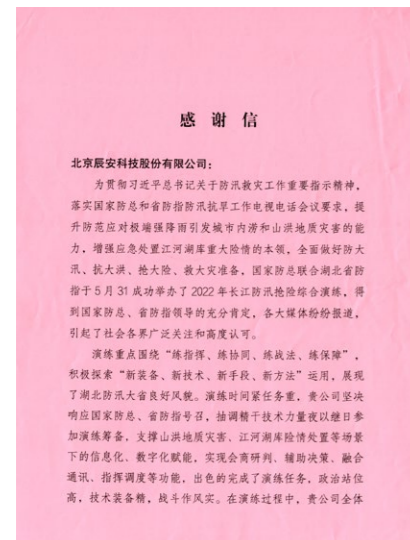 感谢信
北京辰安科技股份有限公司：
为贯彻习近平总书记关于防汛救灾工作重要指示精神，
落实国家防总和省防指防汛抗旱工作电视电话会议要求，提
升防范应对极端强降雨引发城市内涝和山洪地质灾害的能
力，增强应急处置江河湖库重大险情的本领，全面做好防大
汛、抗大洪、抢大险、救大灾准备，国家防总联合湖北省防
指于5月31成功举办了2022年长江防汛抢险综合演练，得
到国家防总、省防指领导的充分肯定，各大媒体纷纷报道，
引起了社会各界广泛关注和高度认可。
演练重点围绕“练指挥、练协同、练战法、练保障”，
积极探索“新装备、新技术、新手段、新方法”运用，展现
了湖北防汛大省良好风貌。演练时间紧任务重，贵公司坚决
响应国家防总、省防指号召，抽调精干技术力量夜以继日参
加演练筹备，支撑山洪地质灾害、江河湖库险情处置等场景
下的信息化、数字化赋能，实现会商研判、辅助决策、融合
通讯、指挥调度等功能，出色的完成了演练任务，政治站位
高，技术装备精，战斗作风实。在演练过程中，贵公司全体